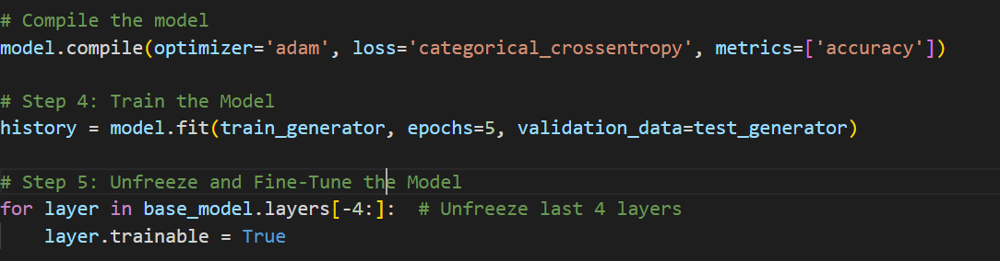 # Compile the model
model.compile(optimizer='adam', loss='categorical_crossentropy', metrics=['accuracy'])
# Step 4: Train the Model
history = model.fit(train_generator, epochs=5, validation_data=test_generator)
# Step 5: Unfreeze and Fine-Tune the Model
for layer in base_model.layers[-4:]:  # Unfreeze last 4 layers
    layer.trainable = True